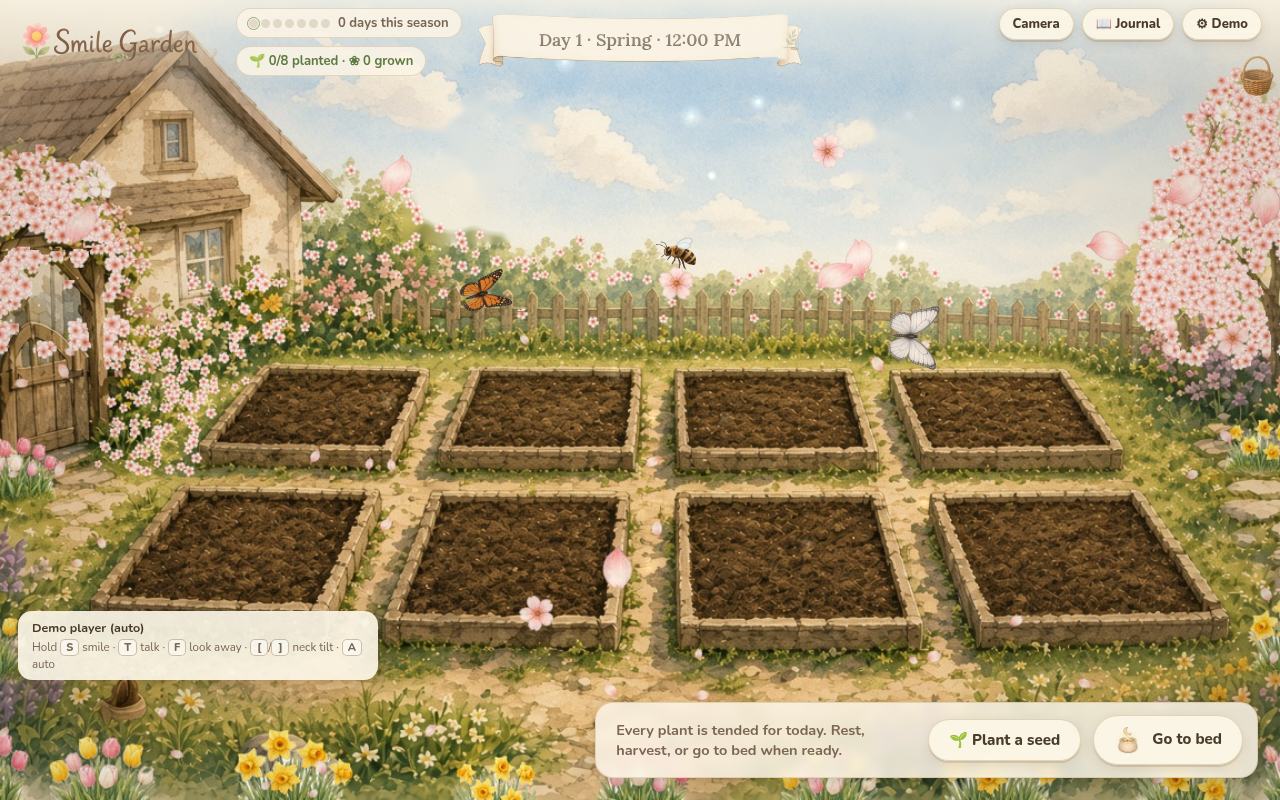 Smile Garden
0 days this season
0/8 planted · 0 grown
Day 1 · Spring · 12:00 PM
Camera
Journal
Demo
Demo player (auto)
Hold S smile · T talk · F look away · [ / ] neck tilt · A
auto
Every plant is tended for today. Rest,
harvest, or go to bed when ready.
Plant a seed
Go to bed